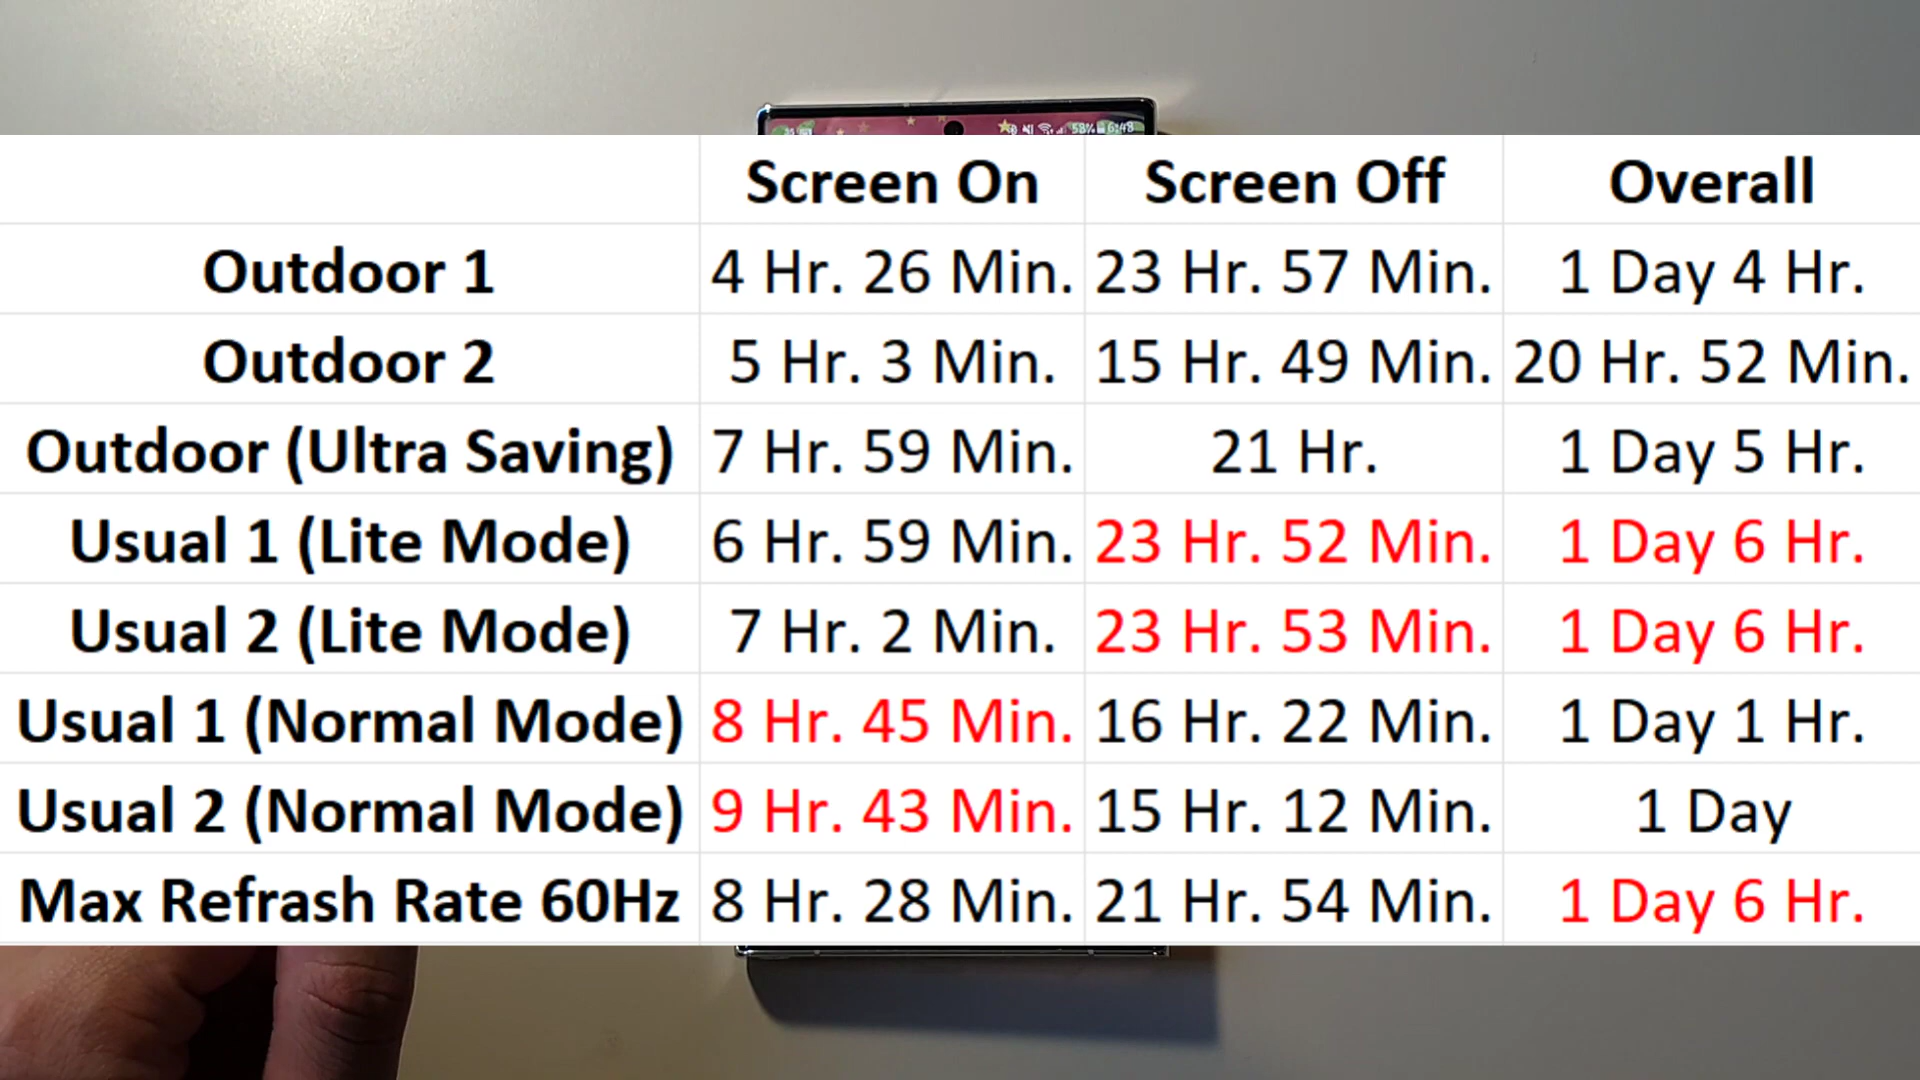 58% 6:48
Screen On Screen Off Overall
Outdoor 1 4 Hr. 26 Min. 23 Hr. 57 Min. 1 Day 4 Hr.
Outdoor 2 5 Hr. 3 Min. 15 Hr. 49 Min. 20 Hr. 52 Min.
Outdoor (Ultra Saving) 7 Hr. 59 Min. 21 Hr. 1 Day 5 Hr.
Usual 1 (Lite Mode) 6 Hr. 59 Min. 23 Hr. 52 Min. 1 Day 6 Hr.
Usual 2 (Lite Mode) 7 Hr. 2 Min. 23 Hr. 53 Min. 1 Day 6 Hr.
Usual 1 (Normal Mode) 8 Hr. 45 Min. 16 Hr. 22 Min. 1 Day 1 Hr.
Usual 2 (Normal Mode) 9 Hr. 43 Min. 15 Hr. 12 Min. 1 Day
Max Refrash Rate 60Hz 8 Hr. 28 Min. 21 Hr. 54 Min. 1 Day 6 Hr.